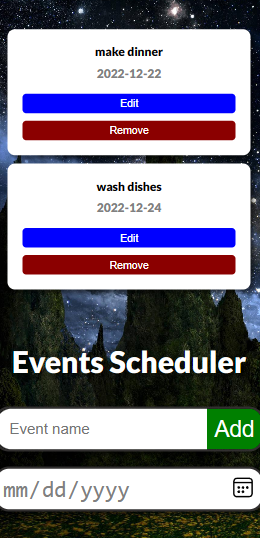 make dinner
2022-12-22
Edit
Remove
wash dishes
2022-12-24
Edit
Remove
Events Scheduler
Event name
Add
mm/dd/yyyy